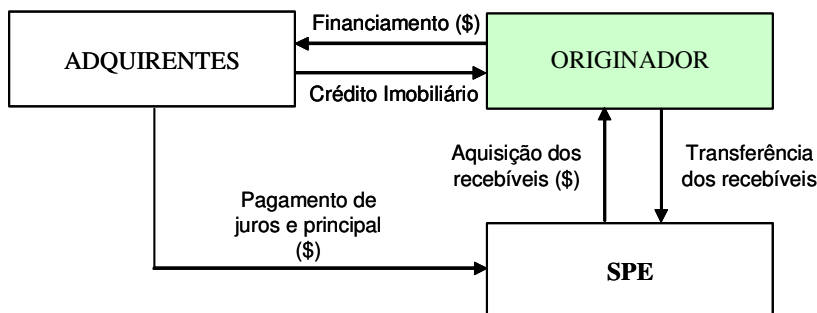 Financiamento ($)
ADQUIRENTES
ORIGINADOR
Crédito Imobiliário
Aquisição dos
recebíveis ($)
Transferência
dos recebíveis
Pagamento de
juros e principal
($)
SPE